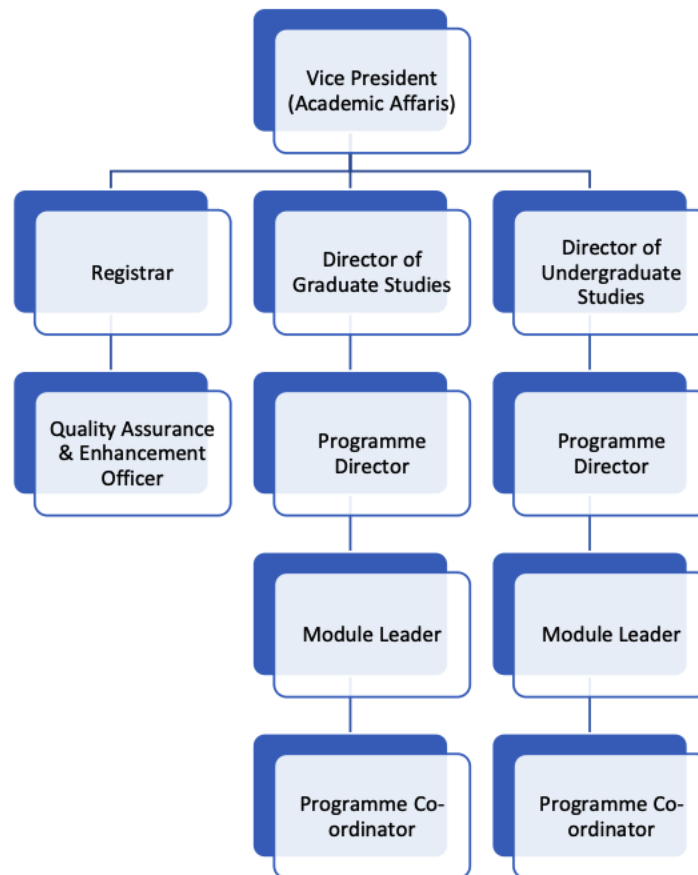 Vice President
(Academic Affaris)
Registrar
Director of
Graduate Studies
Director of
Undergraduate
Studies
Quality Assurance
& Enhancement
Officer
Programme
Director
Programme
Director
Module Leader
Module Leader
Programme Co-
ordinator
Programme Co-
ordinator